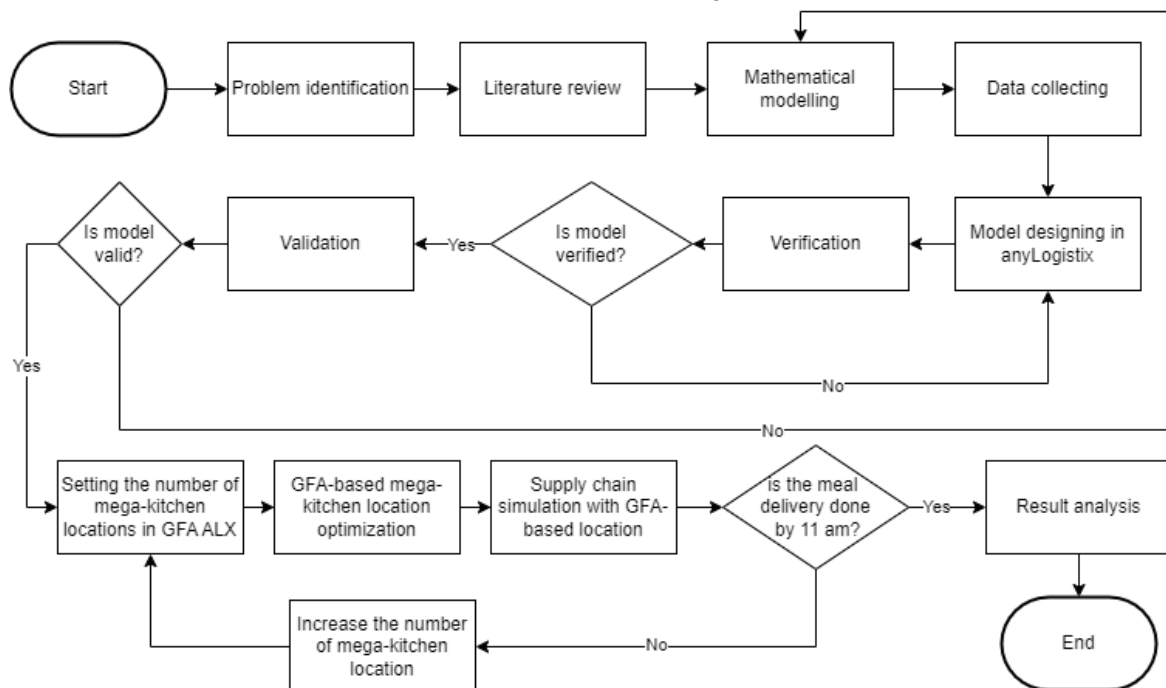 Start
Problem identification
Literature review
Mathematical
modelling
Data collecting
Is model
valid?
Validation
Yes
Is model
verified?
Verification
Model designing in
anyLogistix
Yes
No
No
Setting the number of
mega-kitchen
locations in GFA ALX
GFA-based mega-
kitchen location
optimization
Supply chain
simulation with GFA-
based location
is the meal
delivery done
by 11 am?
Yes
Result analysis
Increase the number
of mega-kitchen
location
No
End